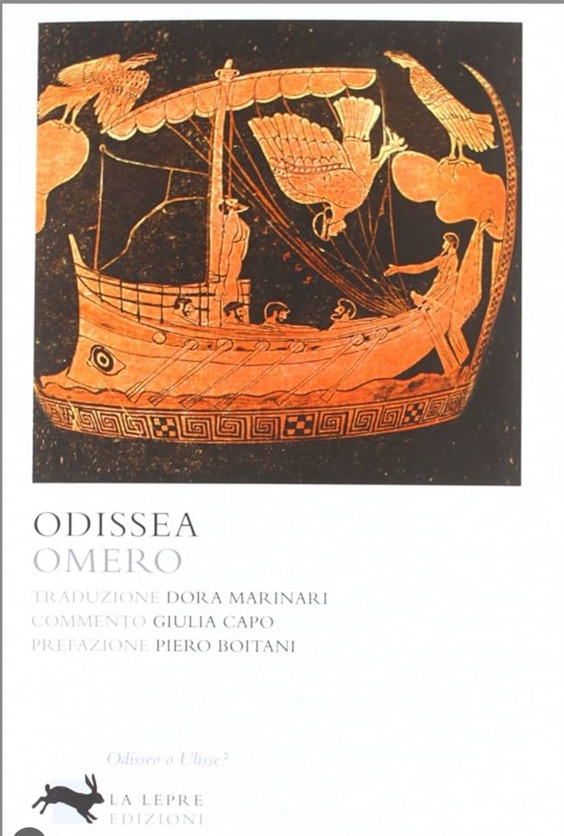 ODISSEA
OMERO
TRADUZIONE DORA MARINARI
COMMENTO GIULIA CAPO
PREFAZIONE PIERO BOITANI
Odisseo o Ulisse?
LA LEPRE
EDIZIONI